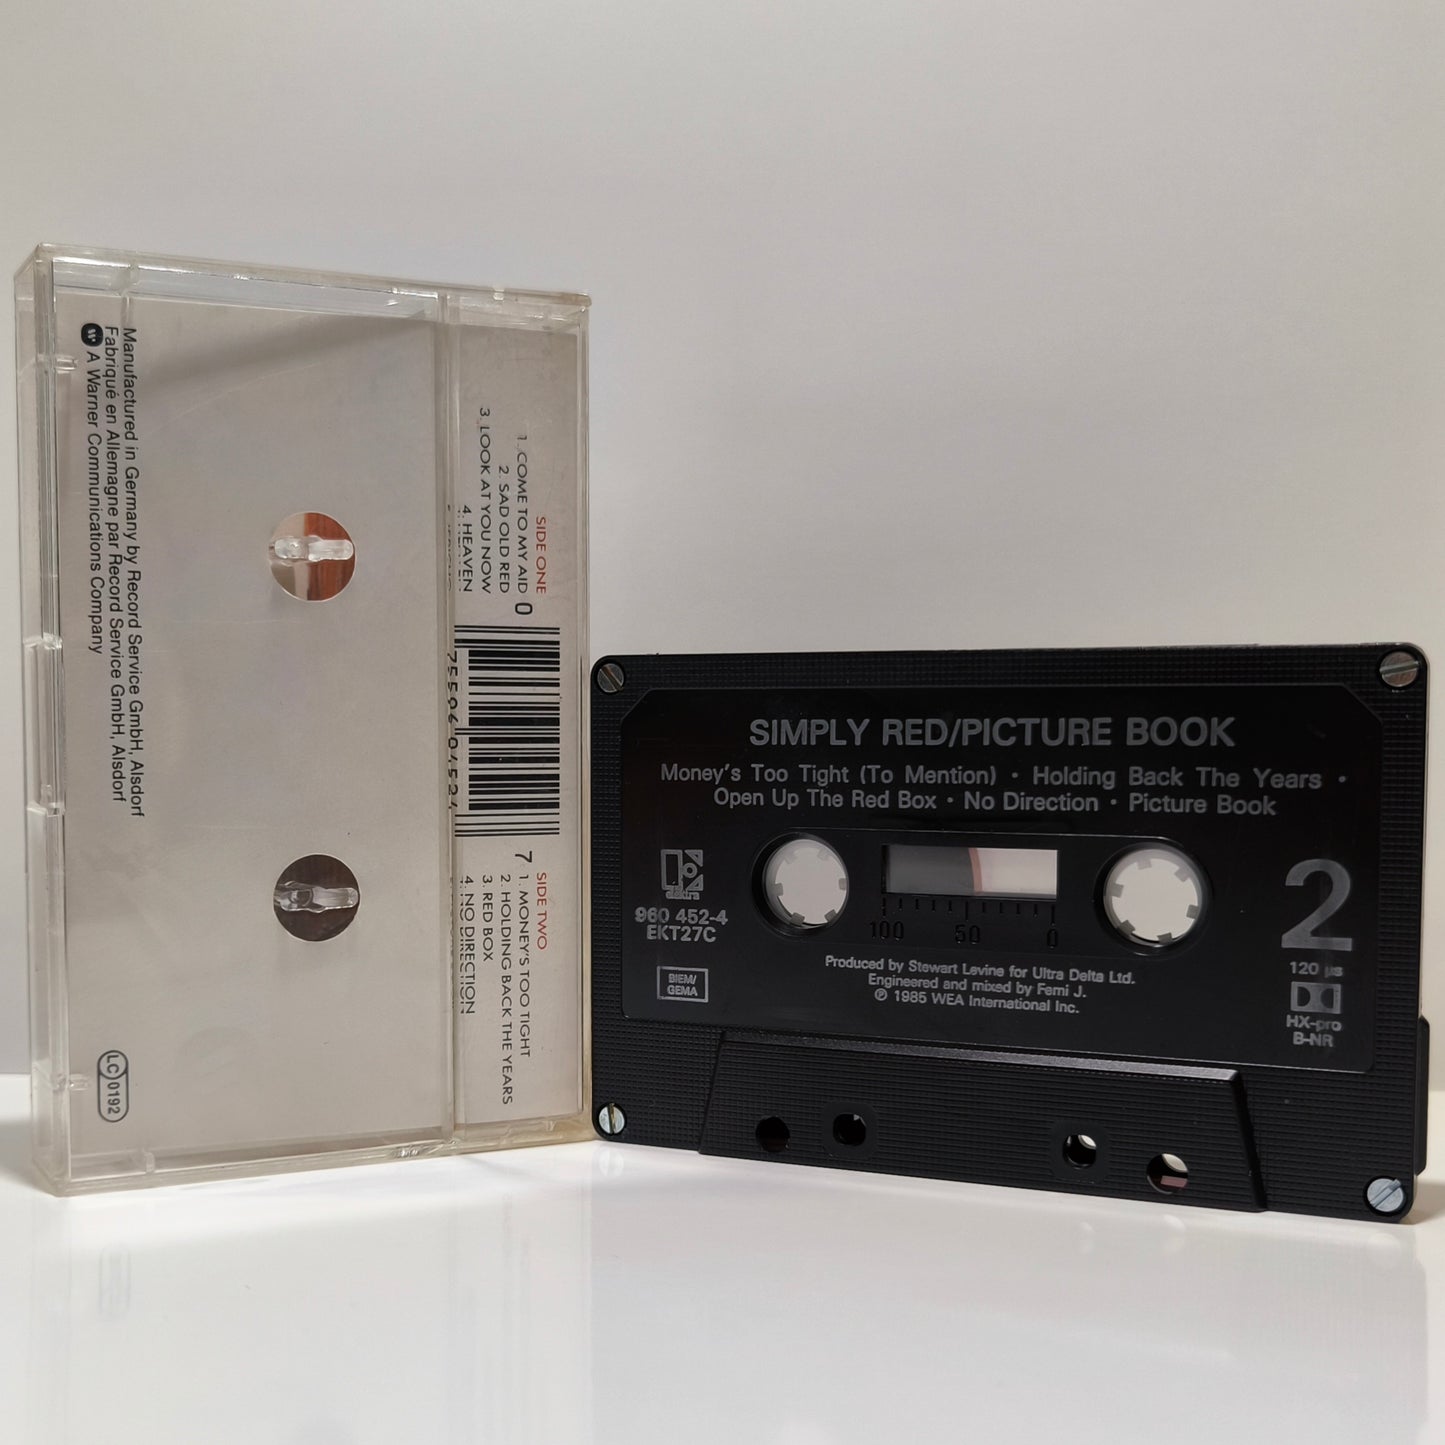 Manufactured in Germany by Record Service GmbH, Alsdorf
Fabriqué en Allemagne par Record Service GmbH, Alsdorf
A Warner Communications Company
LC 0192
SIDE ONE
1. COME TO MY AID
2. SAD OLD RED
3. LOOK AT YOU NOW
4. HEAVEN
0
75596 04524
7
SIDE TWO
1. MONEY'S TOO TIGHT
2. HOLDING BACK THE YEARS
3. RED BOX
4. NO DIRECTION
SIMPLY RED/PICTURE BOOK
Money's Too Tight (To Mention) • Holding Back The Years •
Open Up The Red Box • No Direction • Picture Book
elektra
960 452-4
EKT27C
BIEM/
GEMA
100 50 0
Produced by Stewart Levine for Ultra Delta Ltd.
Engineered and mixed by Femi J.
℗ 1985 WEA International Inc.
2
120 µs
HX-pro
B-NR